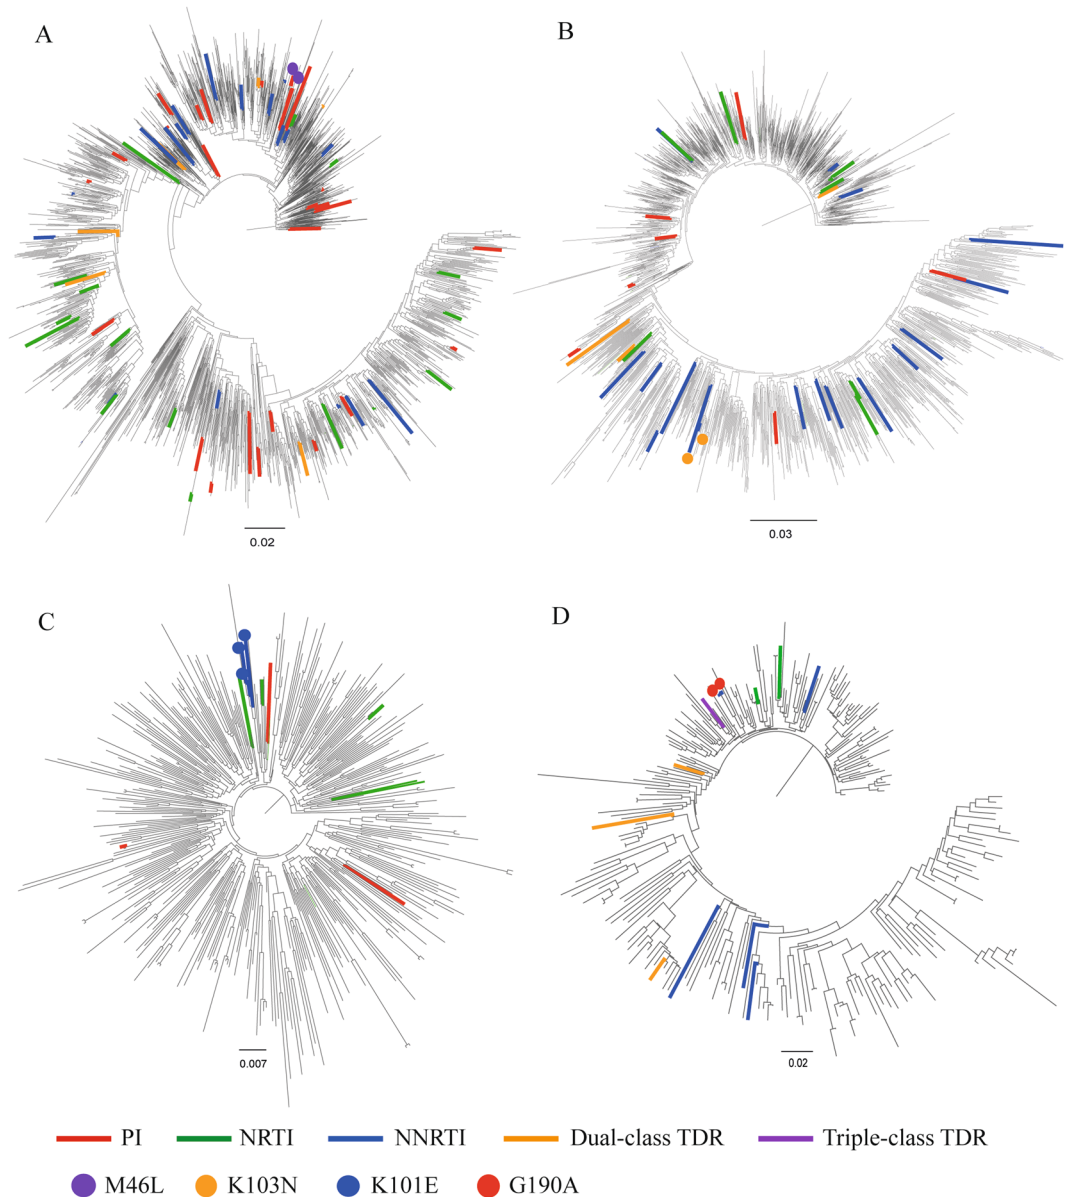 A
B
0.02
0.03
C
D
0.007
0.02
PI NRTI NNRTI Dual-class TDR Triple-class TDR
M46L K103N K101E G190A